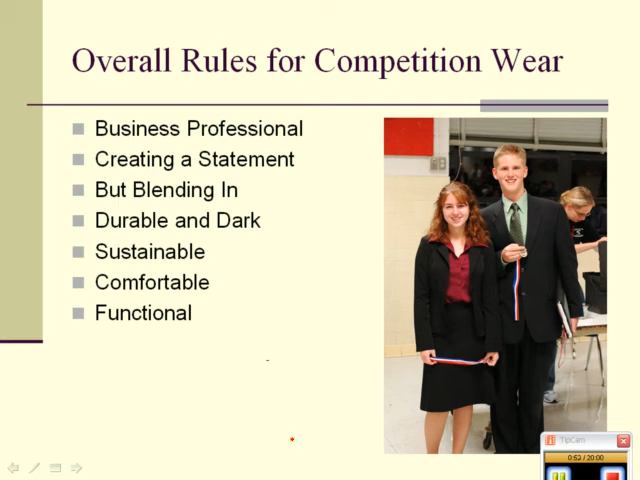 Overall Rules for Competition Wear
Business Professional
Creating a Statement
But Blending In
Durable and Dark
Sustainable
Comfortable
Functional
TipCam
0:53 / 20:00